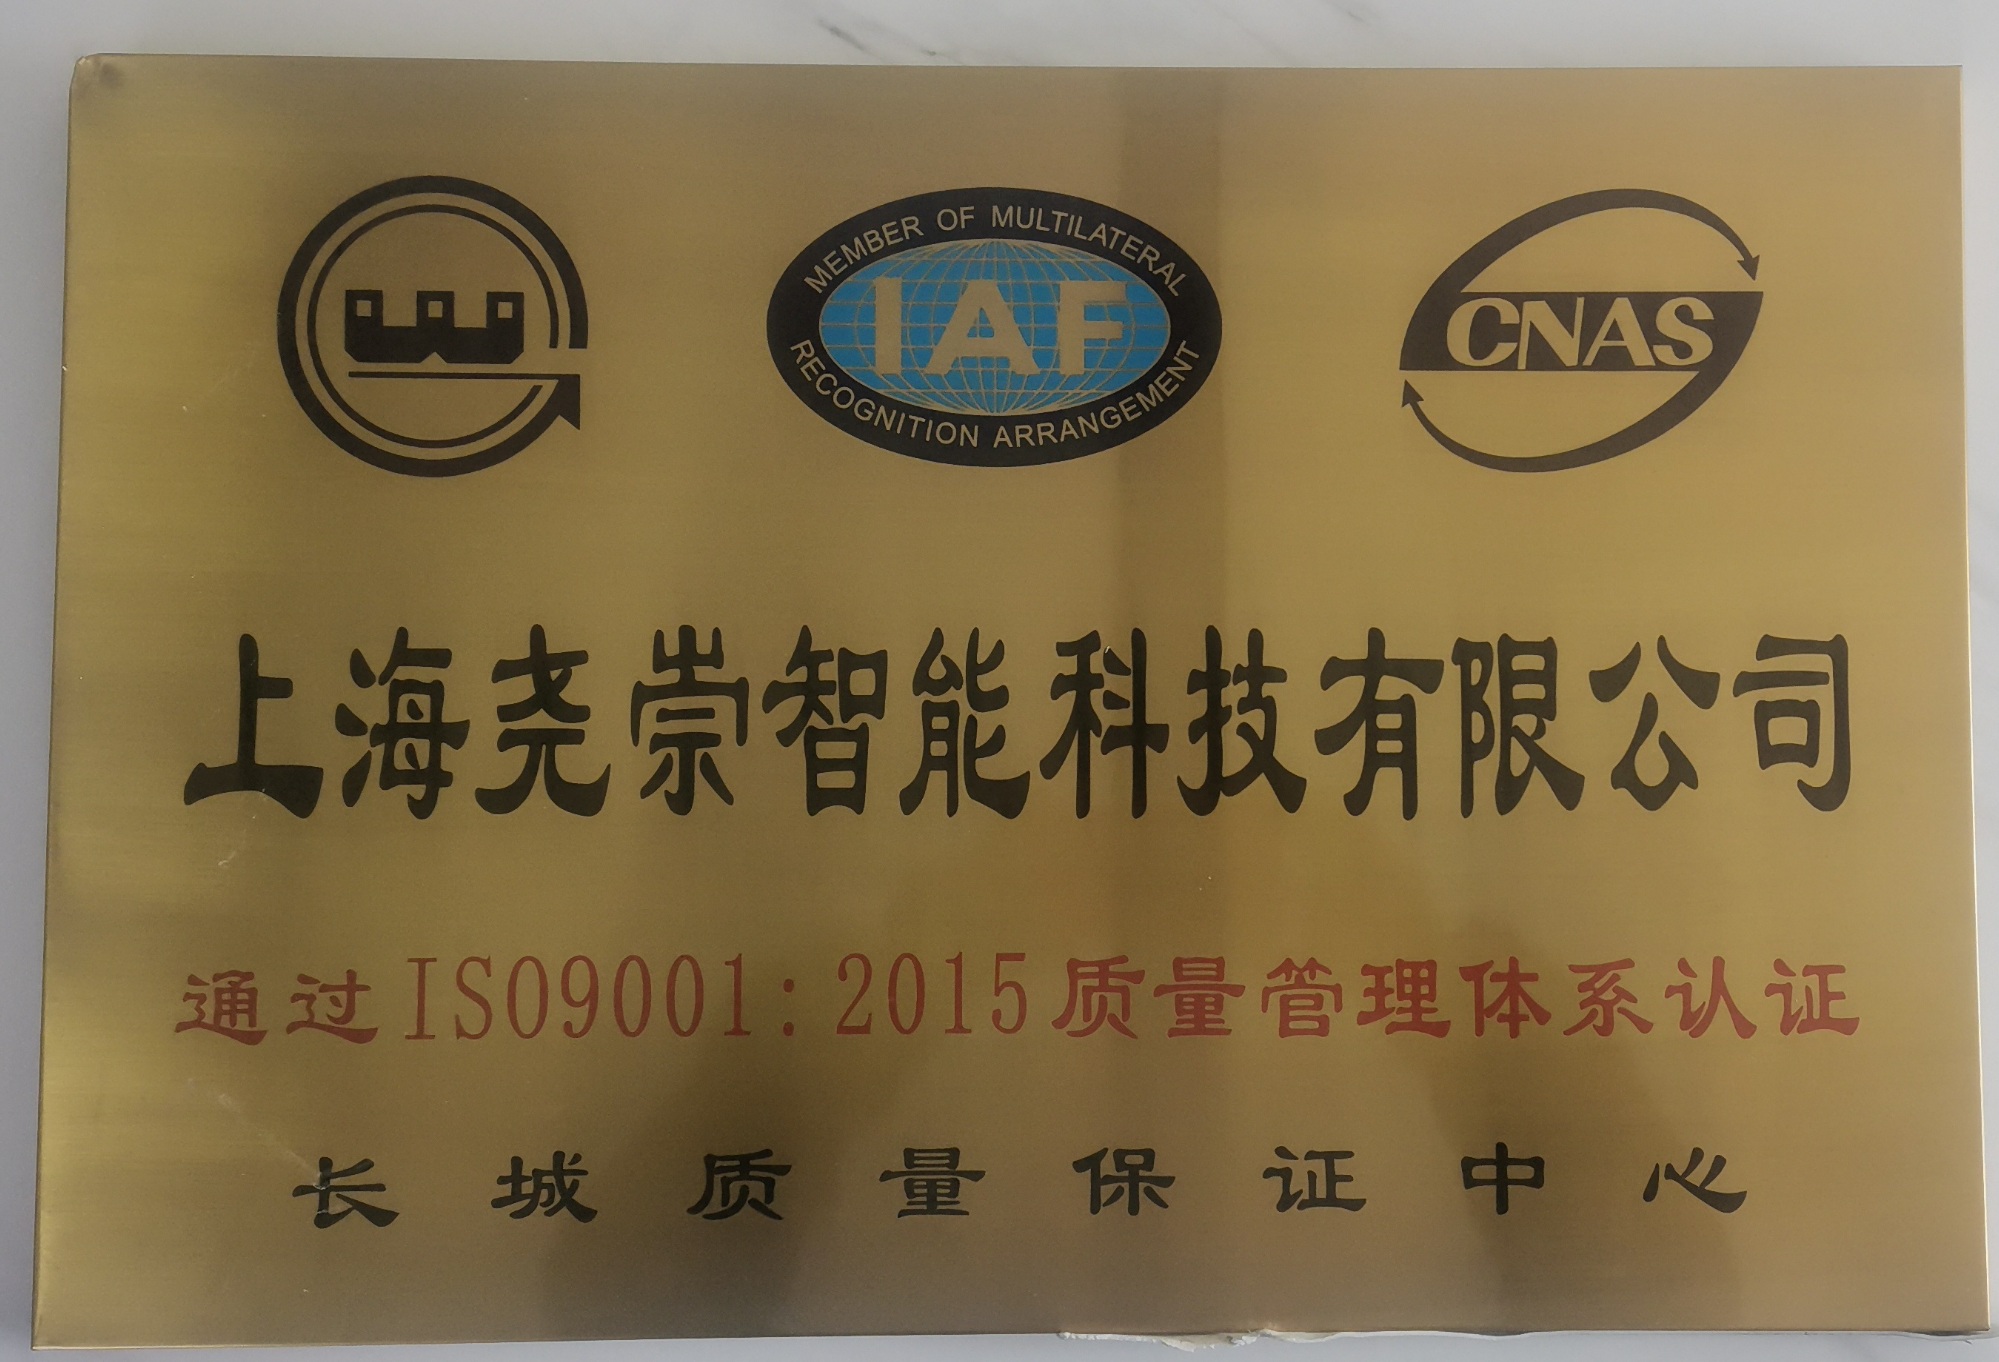 MEMBER OF MULTILATERAL
IAF
RECOGNITION ARRANGEMENT
CNAS
上海尧崇智能科技有限公司
通过ISO9001:2015质量管理体系认证
长城质量保证中心